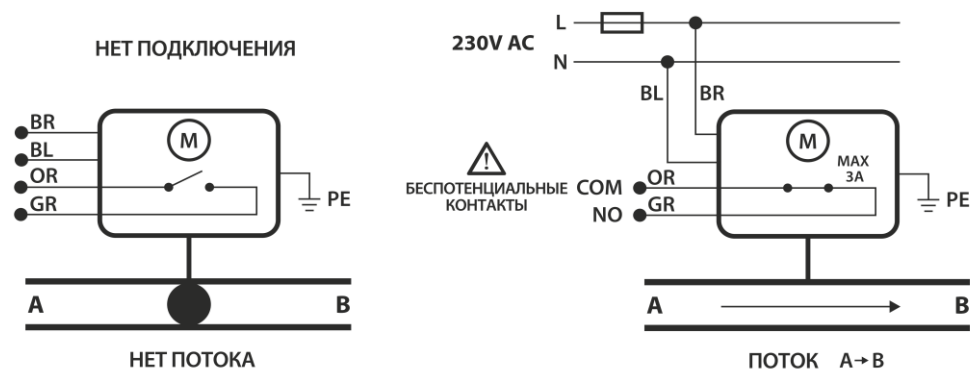 НЕТ ПОДКЛЮЧЕНИЯ
BR
BL
OR
GR
M
PE
A
B
НЕТ ПОТОКА
230V AC
L
N
BL
BR
M
MAX
3A
БЕСПОТЕНЦИАЛЬНЫЕ
КОНТАКТЫ
COM
OR
NO
GR
PE
A
B
ПОТОК A→B